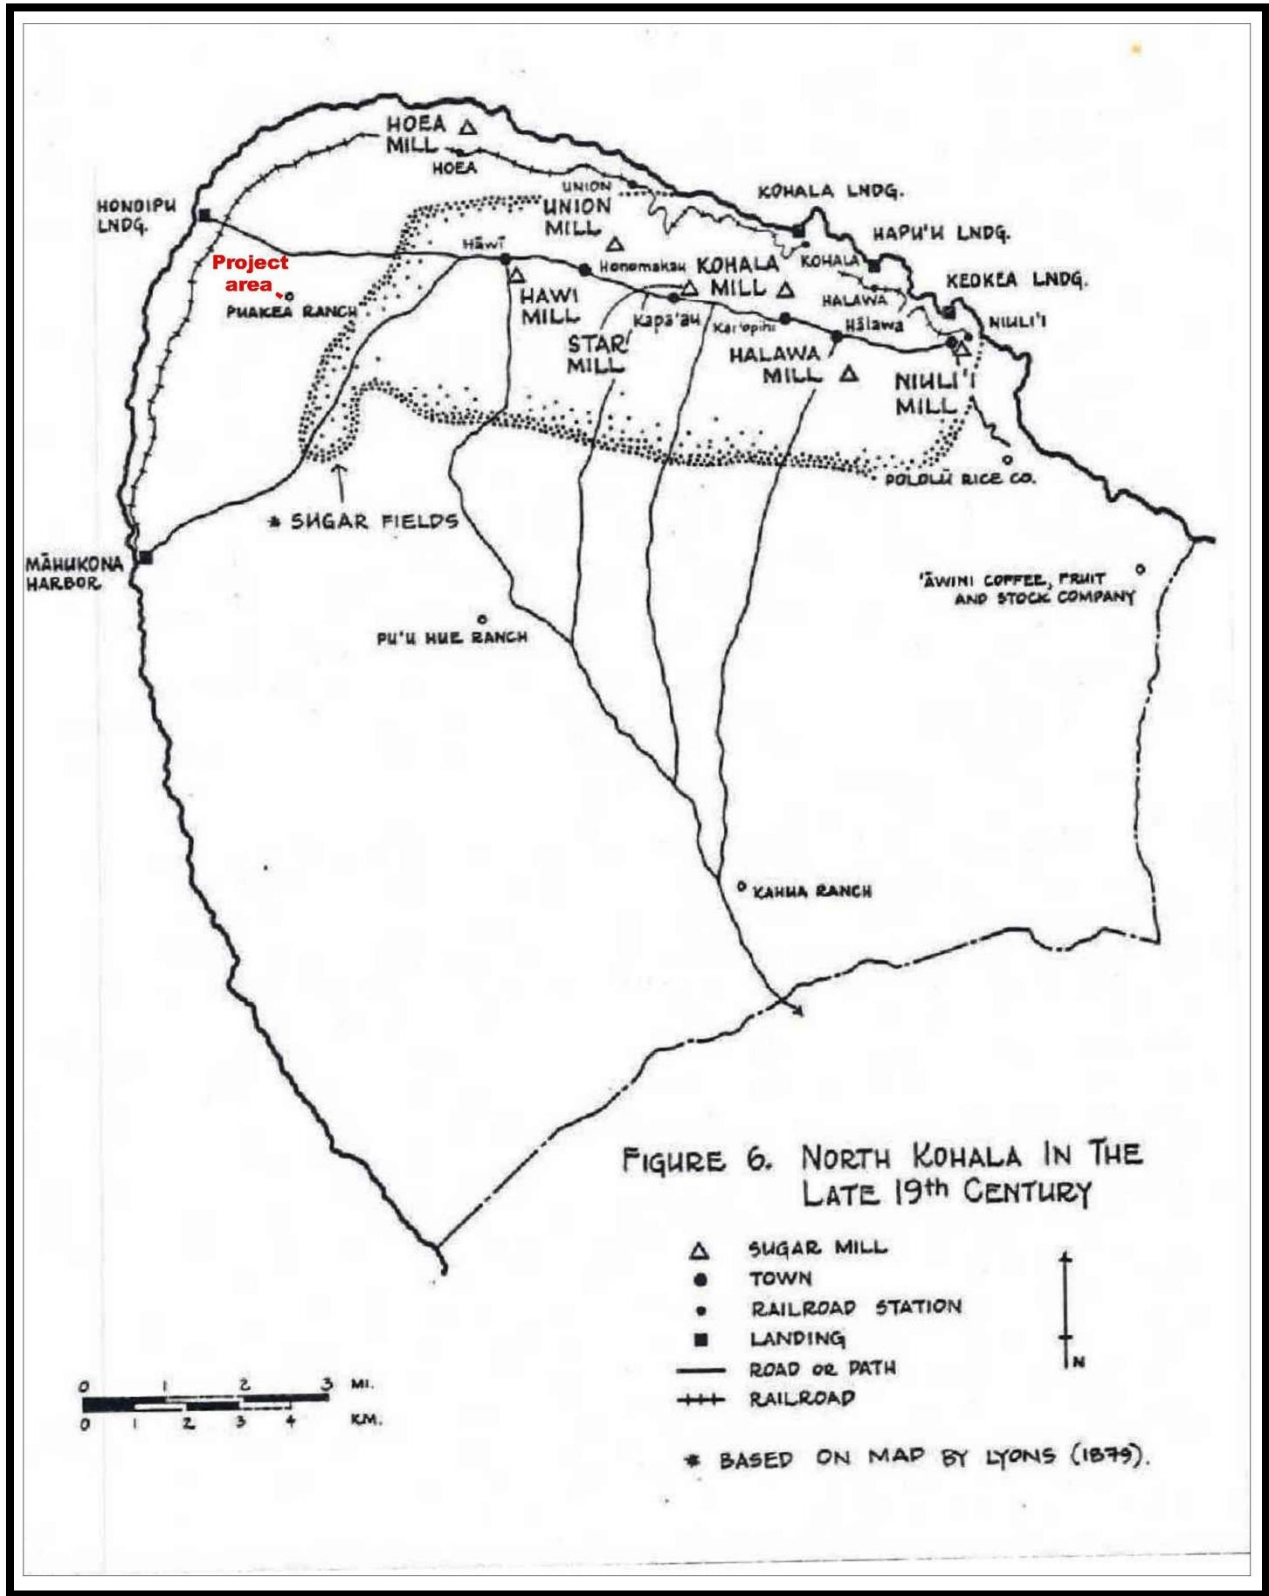 HOEA
MILL
HOEA
UNION
UNION
MILL
KOHALA LNDG.
HONOIPU
LNDG.
HAPU'U LNDG.
Project
area
PUAKEA RANCH
Hāwī
HAWI
MILL
Honomakau
KOHALA
MILL
KOHALA
KEOKEA LNDG.
HALAWA
NIULI'I
STAR
MILL
Kapa'au
Hālawa
HALAWA
MILL
NIULI'I
MILL
POLOLŪ RICE CO.
* SUGAR FIELDS
MĀHUKONA
HARBOR
'ĀWINI COFFEE, FRUIT
AND STOCK COMPANY
PU'U HUE RANCH
KAHUA RANCH
FIGURE 6. NORTH KOHALA IN THE
LATE 19th CENTURY
SUGAR MILL
TOWN
RAILROAD STATION
LANDING
ROAD OR PATH
RAILROAD
N
0 1 2 3 MI.
0 1 2 3 4 KM.
* BASED ON MAP BY LYONS (1879).